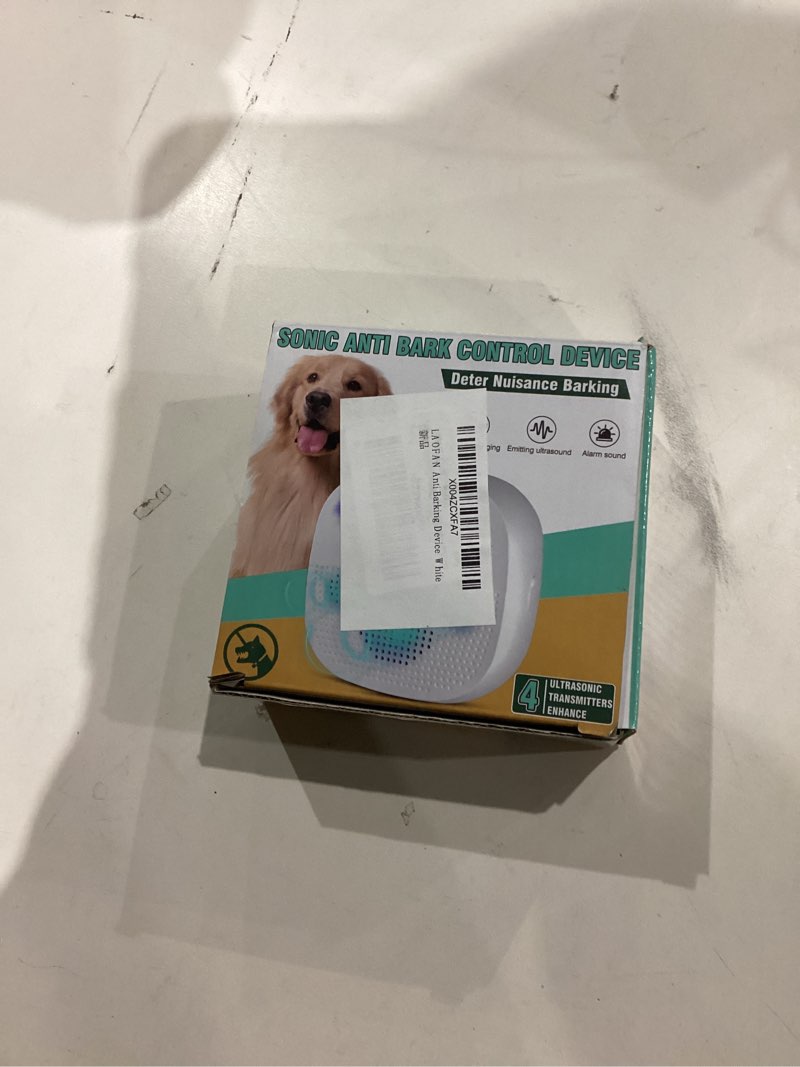 SONIC ANTI BARK CONTROL DEVICE
Deter Nuisance Barking
ging
Emitting ultrasound
Alarm sound
X004ZCXFA7
LAOFAN Anti Barking Device White
4
ULTRASONIC
TRANSMITTERS
ENHANCE